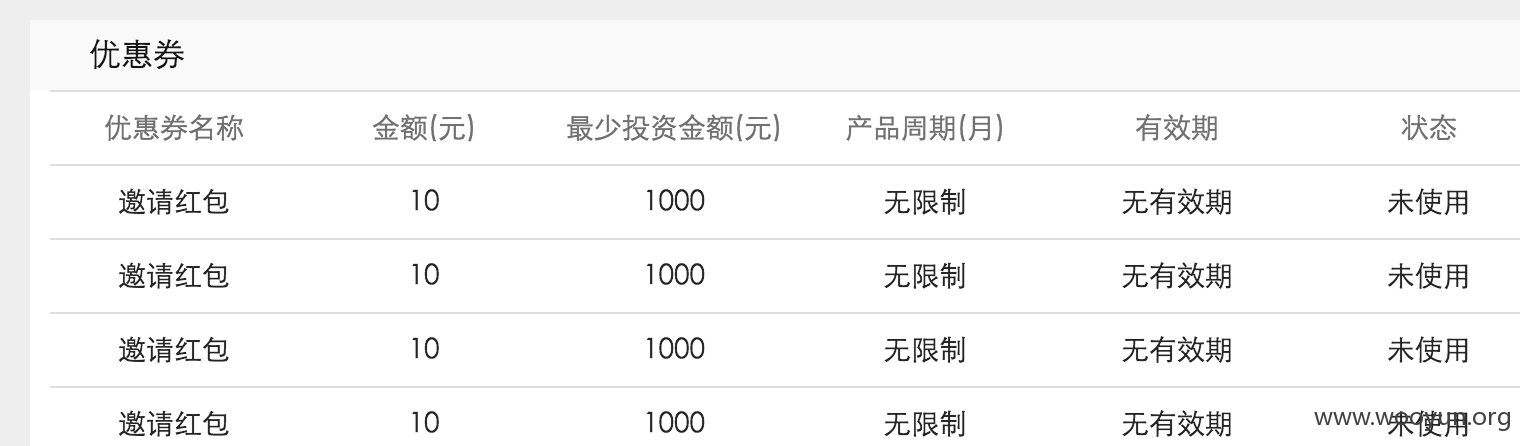 优惠券
优惠券名称 金额(元) 最少投资金额(元) 产品周期(月) 有效期 状态
邀请红包 10 1000 无限制 无有效期 未使用
邀请红包 10 1000 无限制 无有效期 未使用
邀请红包 10 1000 无限制 无有效期 未使用
邀请红包 10 1000 无限制 无有效期 未使用
www.wooyun.org